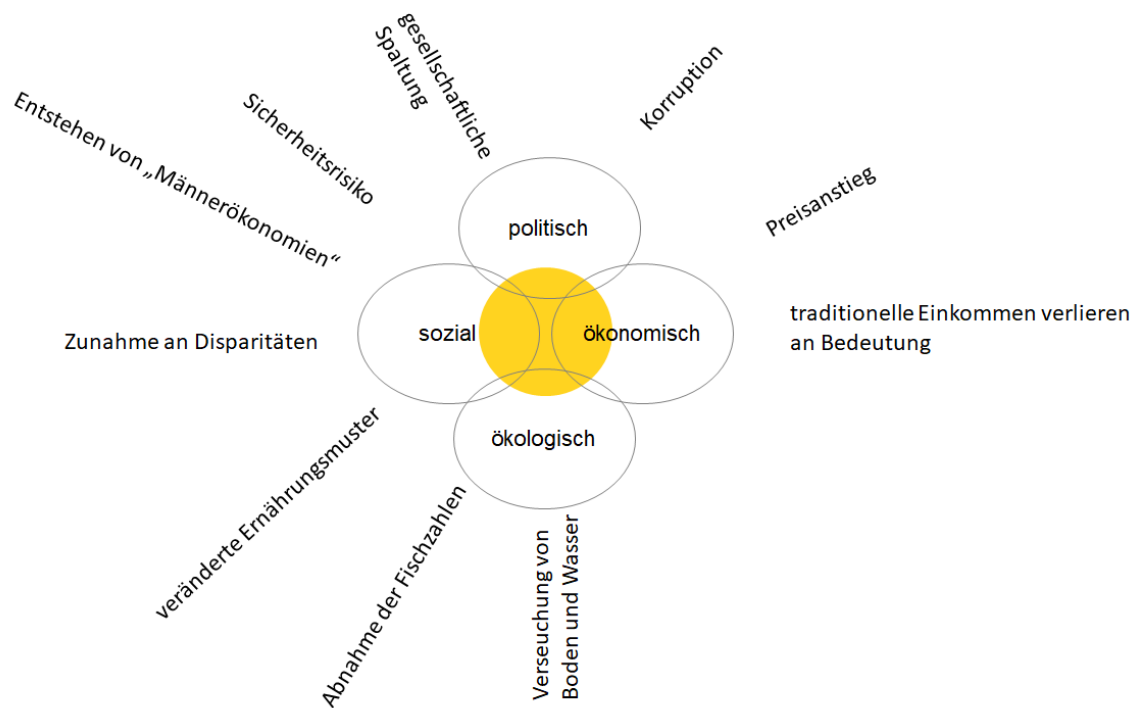 gesellschaftliche
Spaltung
Korruption
Sicherheitsrisiko
Entstehen von „Männerökonomien“
Preisanstieg
politisch
sozial
ökonomisch
ökologisch
traditionelle Einkommen verlieren
an Bedeutung
Zunahme an Disparitäten
veränderte Ernährungsmuster
Abnahme der Fischzahlen
Verseuchung von
Boden und Wasser